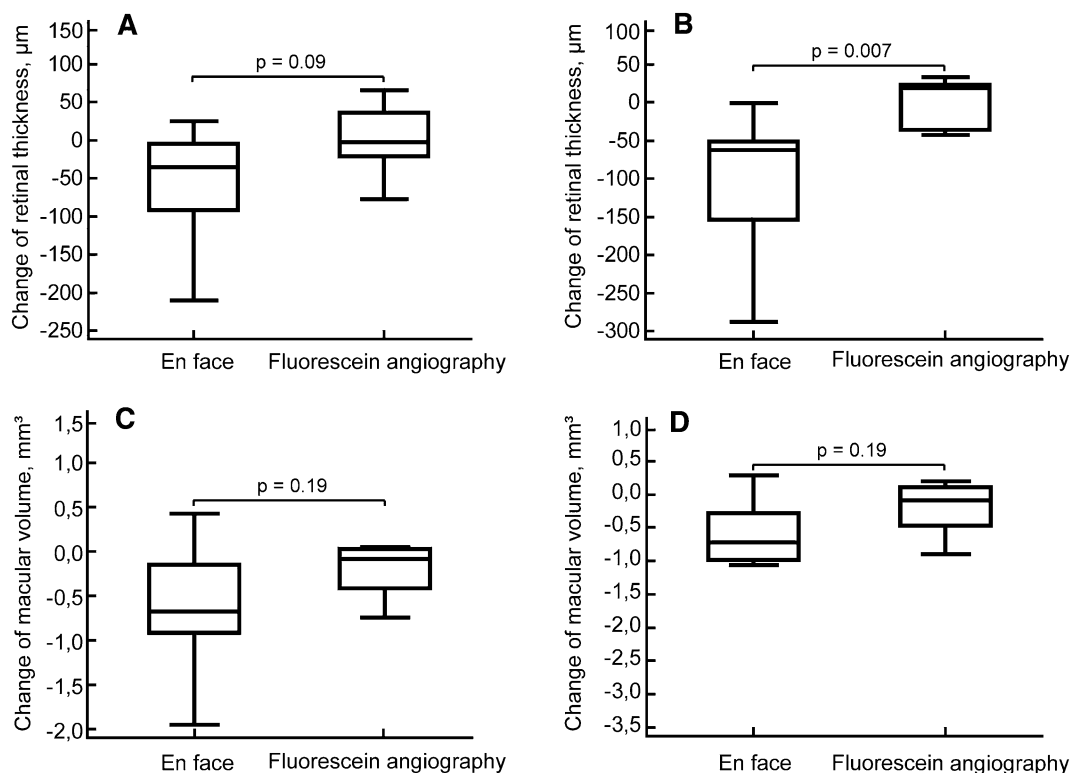 A
Change of retinal thickness, µm
150
100
50
0
-50
-100
-150
-200
-250
p = 0.09
En face
Fluorescein angiography
B
Change of retinal thickness, µm
100
50
0
-50
-100
-150
-200
-250
-300
p = 0.007
En face
Fluorescein angiography
C
Change of macular volume, mm³
1,5
1,0
0,5
0,0
-0,5
-1,0
-1,5
-2,0
p = 0.19
En face
Fluorescein angiography
D
Change of macular volume, mm³
1,0
0,5
0,0
-0,5
-1,0
-1,5
-2,0
-2,5
-3,0
-3,5
p = 0.19
En face
Fluorescein angiography